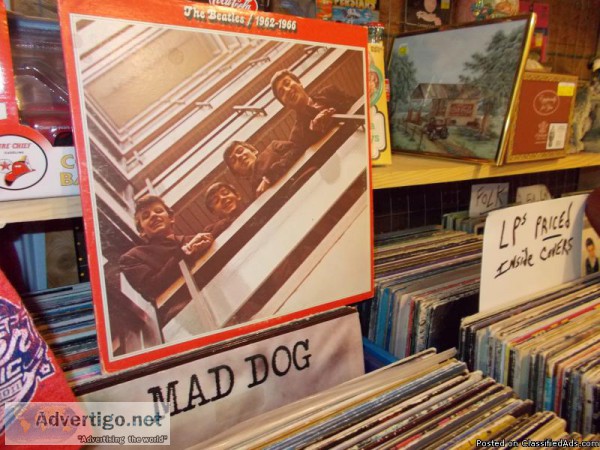 The Beatles / 1962-1966
FOLK
LPs PRICED
INSIDE COVERS
MAD DOG
Advertigo.net
"Advertising the world"
Posted on ClassifiedAds.com